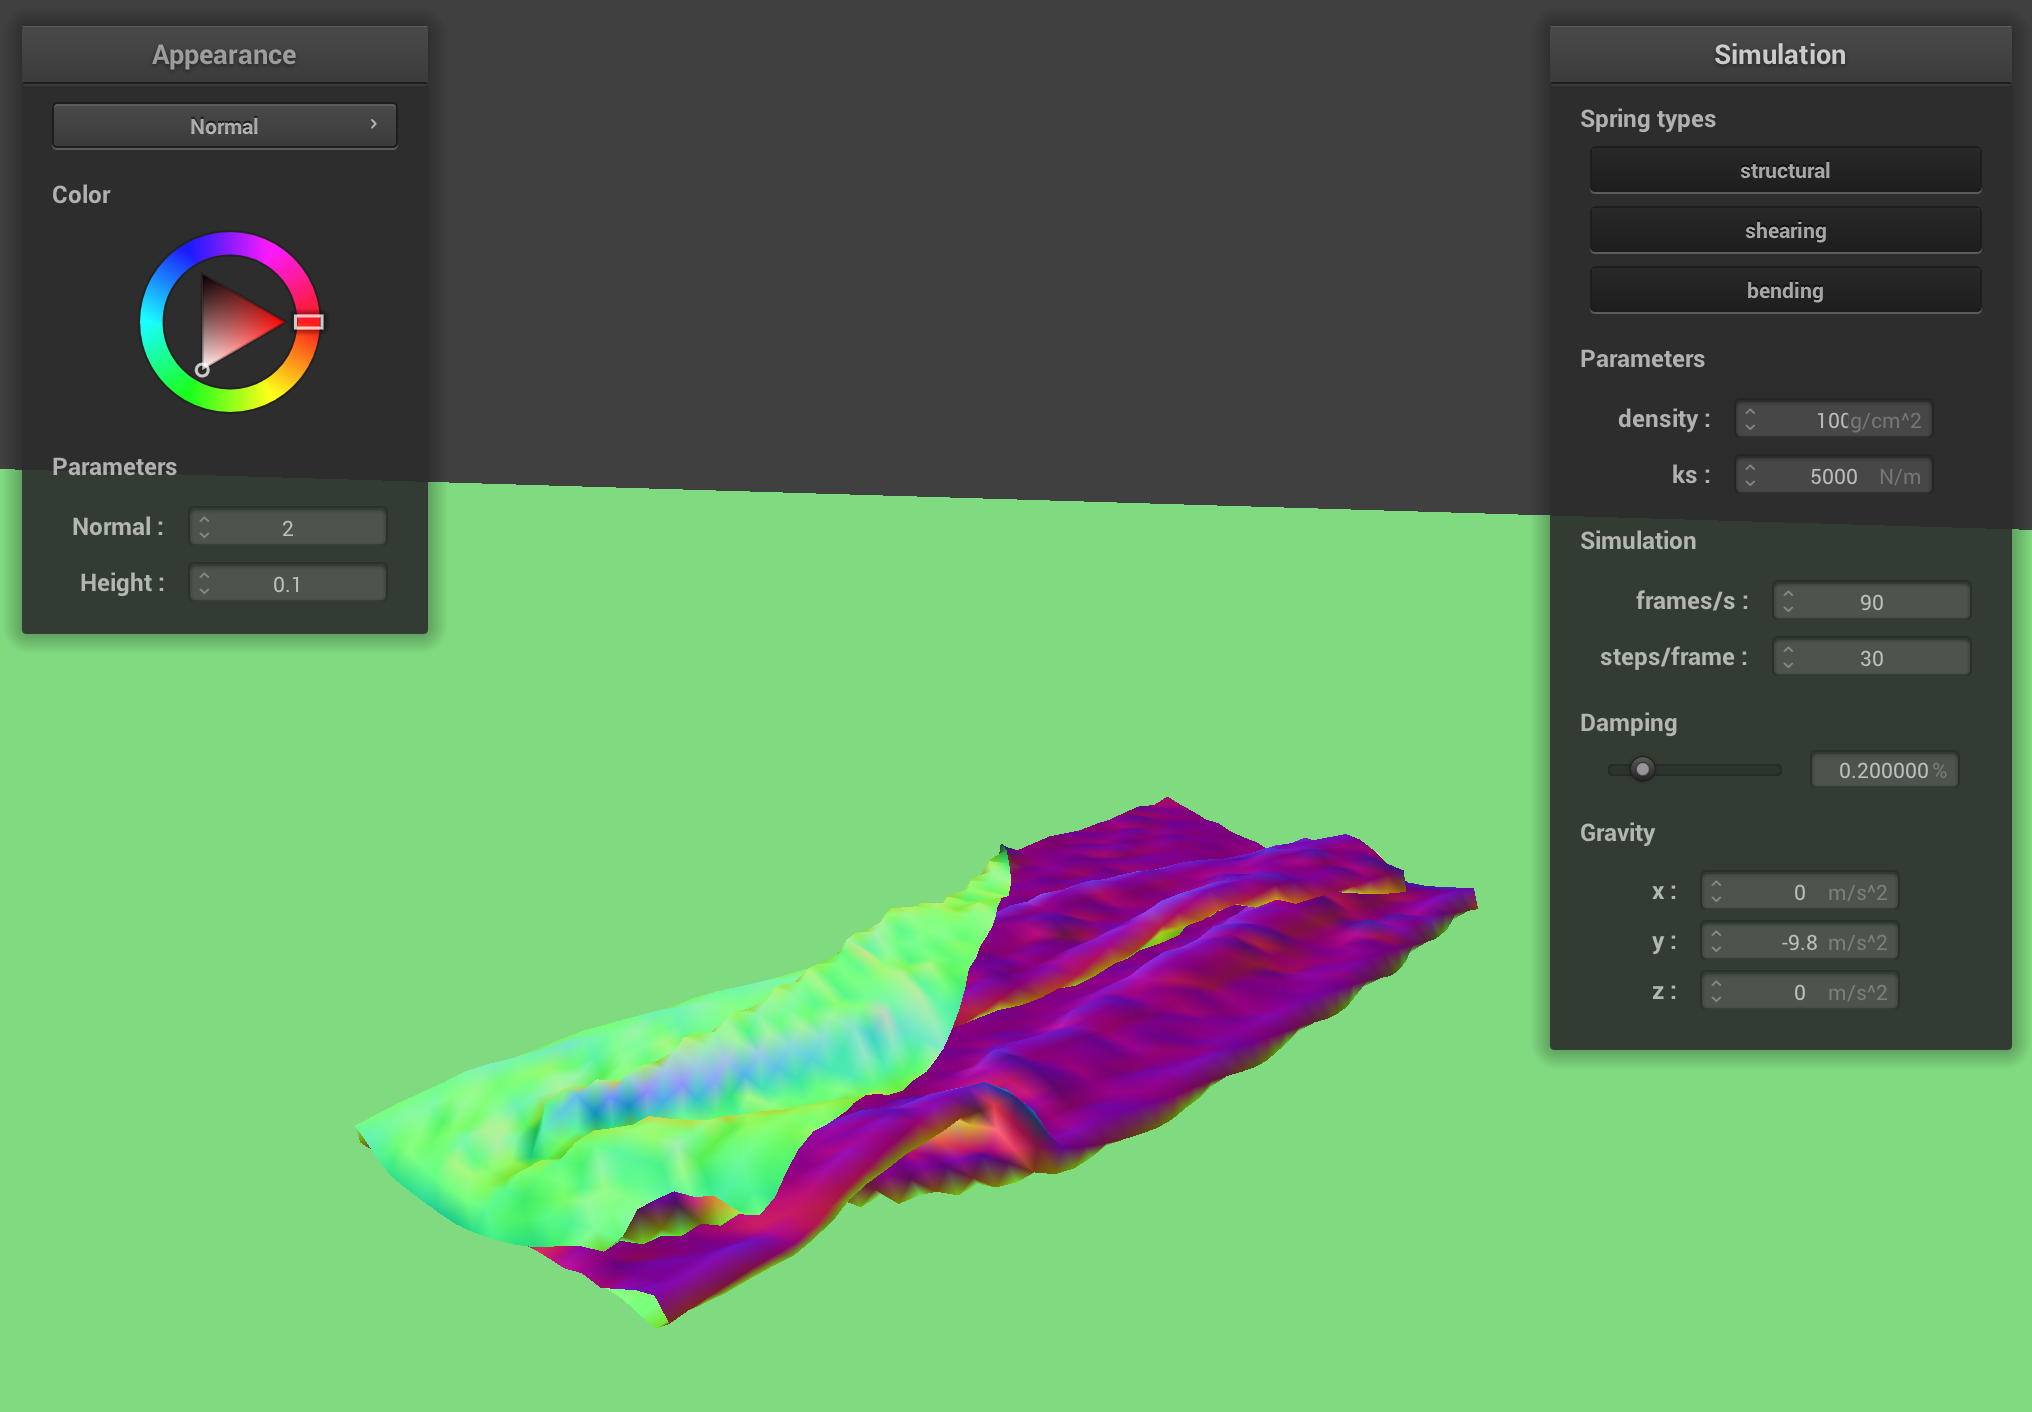 Appearance
Normal
Color
Parameters
Normal :
2
Height :
0.1
Simulation
Spring types
structural
shearing
bending
Parameters
density :
100 g/cm^2
ks :
5000 N/m
Simulation
frames/s :
90
steps/frame :
30
Damping
0.200000 %
Gravity
x :
0 m/s^2
y :
-9.8 m/s^2
z :
0 m/s^2